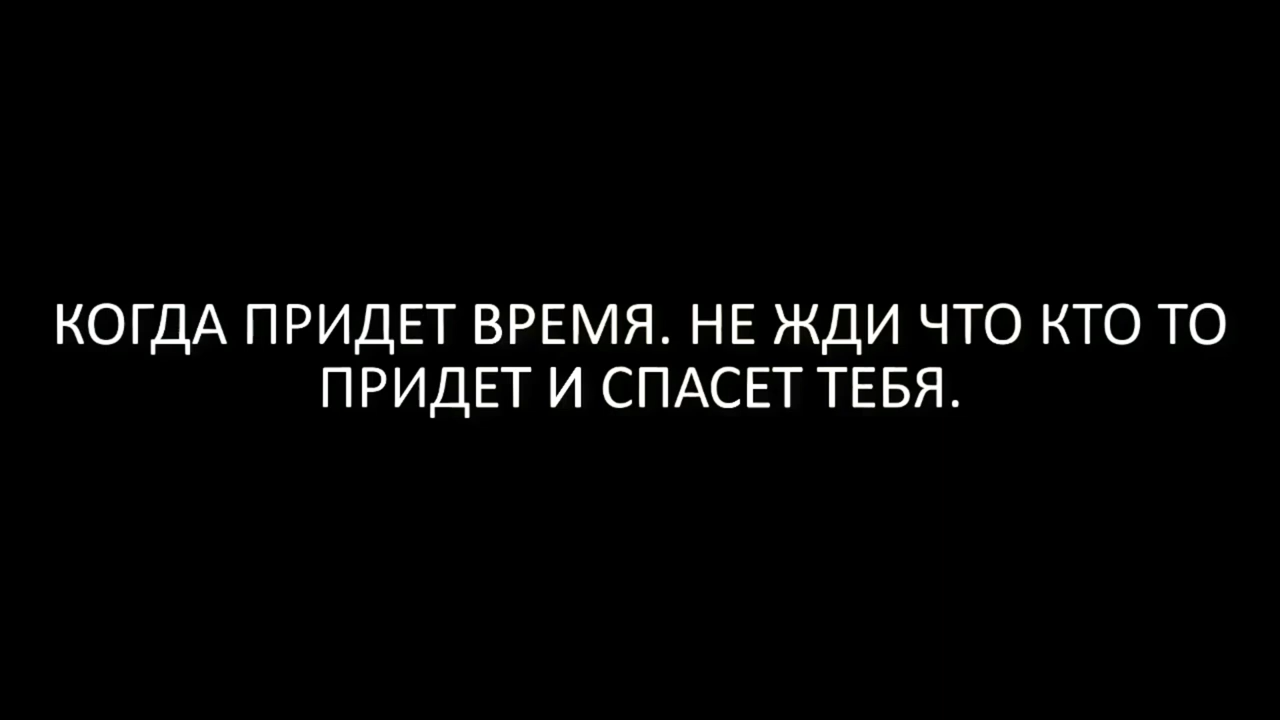 КОГДА ПРИДЕТ ВРЕМЯ. НЕ ЖДИ ЧТО КТО ТО
ПРИДЕТ И СПАСЕТ ТЕБЯ.